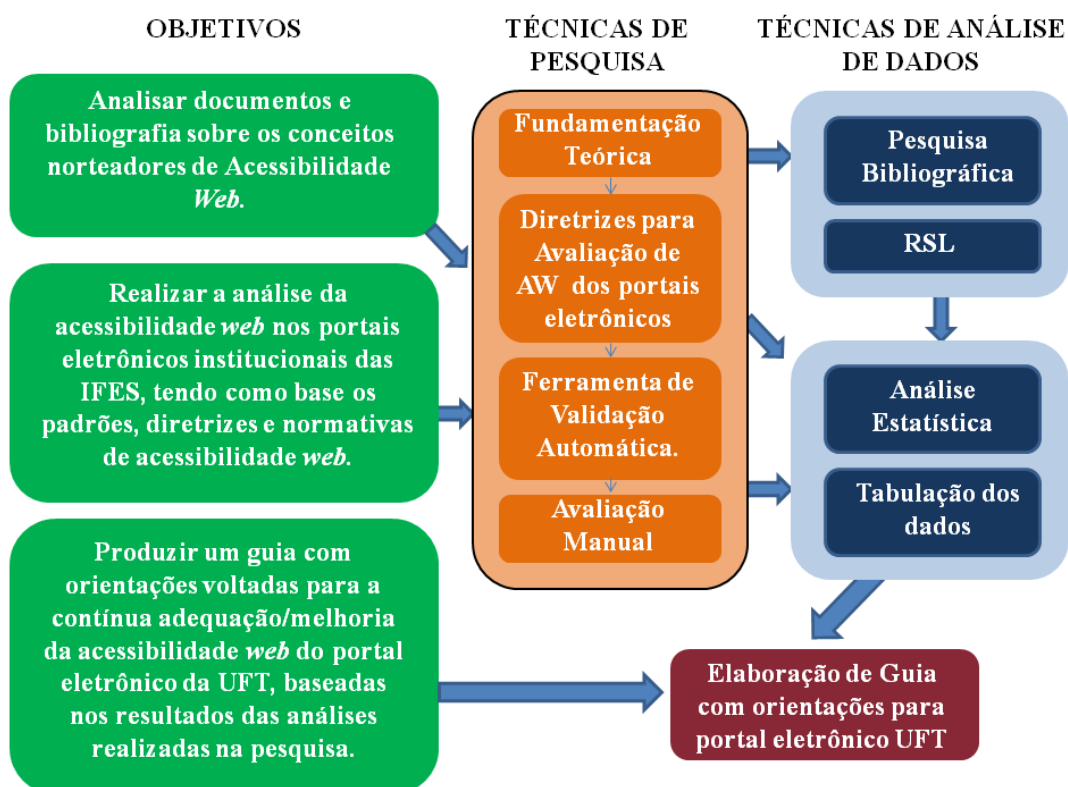 OBJETIVOS
Analisar documentos e
bibliografia sobre os conceitos
norteadores de Acessibilidade
Web.
Realizar a análise da
acessibilidade web nos portais
eletrônicos institucionais das
IFES, tendo como base os
padrões, diretrizes e normativas
de acessibilidade web.
Produzir um guia com
orientações voltadas para a
contínua adequação/melhoria
da acessibilidade web do portal
eletrônico da UFT, baseadas
nos resultados das análises
realizadas na pesquisa.
TÉCNICAS DE
PESQUISA
Fundamentação
Teórica
Diretrizes para
Avaliação de
AW dos portais
eletrônicos
Ferramenta de
Validação
Automática.
Avaliação
Manual
TÉCNICAS DE ANÁLISE
DE DADOS
Pesquisa
Bibliográfica
RSL
Análise
Estatística
Tabulação dos
dados
Elaboração de Guia
com orientações para
portal eletrônico UFT